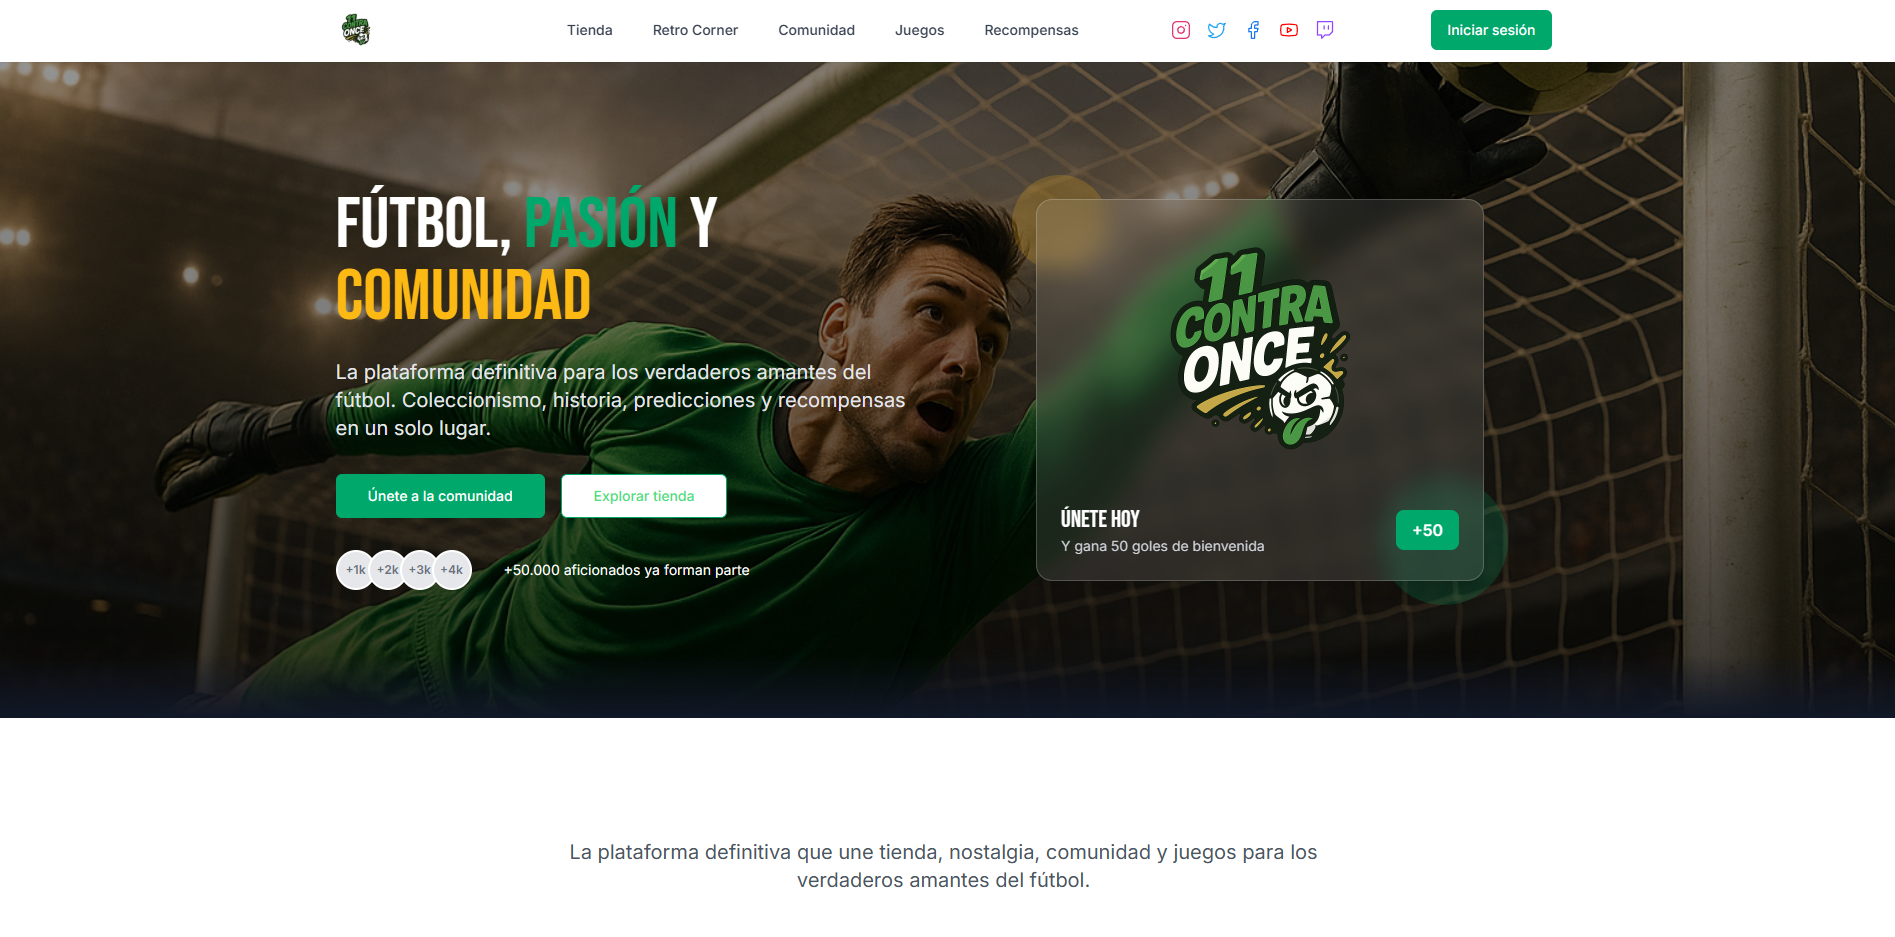 11
CONTRA
ONCE
Tienda
Retro Corner
Comunidad
Juegos
Recompensas
Iniciar sesión
FÚTBOL, PASIÓN Y
COMUNIDAD
La plataforma definitiva para los verdaderos amantes del
fútbol. Coleccionismo, historia, predicciones y recompensas
en un solo lugar.
Únete a la comunidad
Explorar tienda
+1k
+2k
+3k
+4k
+50.000 aficionados ya forman parte
11
CONTRA
ONCE
ÚNETE HOY
Y gana 50 goles de bienvenida
+50
La plataforma definitiva que une tienda, nostalgia, comunidad y juegos para los
verdaderos amantes del fútbol.